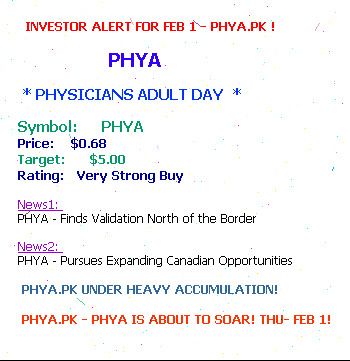 INVESTOR ALERT FOR FEB 1 - PHYA.PK !
PHYA
* PHYSICIANS ADULT DAY *
Symbol: PHYA
Price: $0.68
Target: $5.00
Rating: Very Strong Buy
News1:
PHYA - Finds Validation North of the Border
News2:
PHYA - Pursues Expanding Canadian Opportunities
PHYA.PK UNDER HEAVY ACCUMULATION!
PHYA.PK - PHYA IS ABOUT TO SOAR! THU- FEB 1!